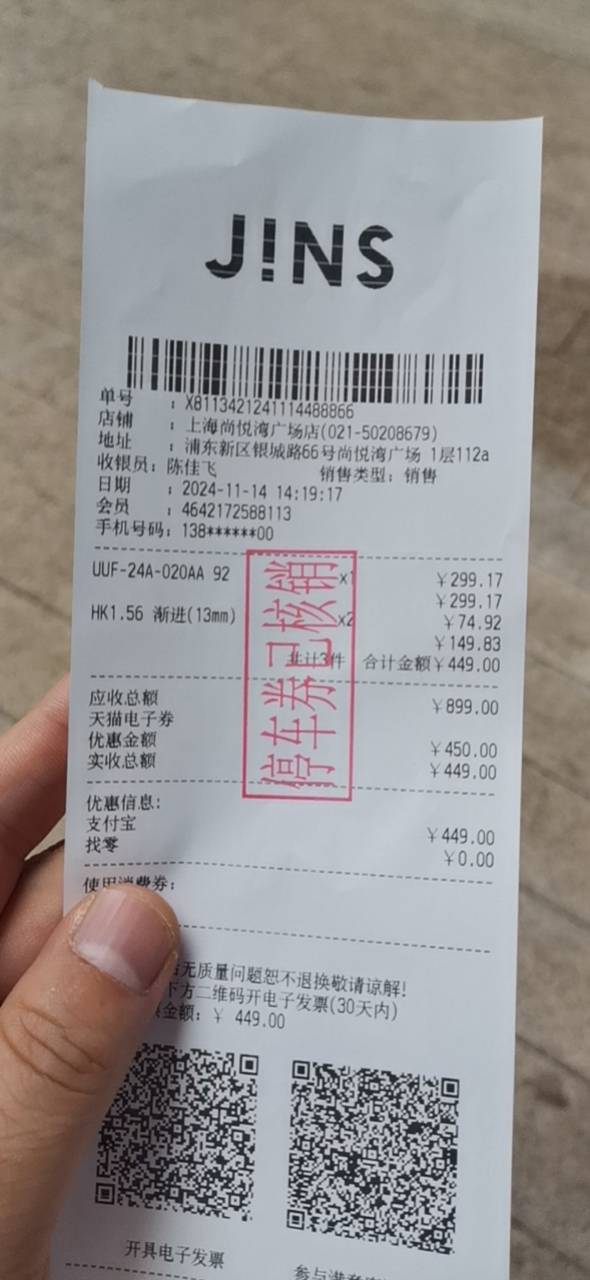 J!NS
单号 : X8113421241114488866
店铺 : 上海尚悦湾广场店(021-50208679)
地址 : 浦东新区银城路66号尚悦湾广场 1层112a
收银员: 陈佳飞 销售类型: 销售
日期 : 2024-11-14 14:19:17
会员 : 4642172588113
手机号码: 138******00
UUF-24A-020AA 92 x1 ￥299.17
￥299.17
HK1.56 渐进(13mm) x2 ￥74.92
￥149.83
共计3件 合计金额￥449.00
停车券已核销
应收总额 ￥899.00
天猫电子券
优惠金额 ￥450.00
实收总额 ￥449.00
优惠信息:
支付宝 ￥449.00
找零 ￥0.00
使用消费券:
无质量问题恕不退换敬请谅解!
下方二维码开电子发票(30天内)
金额: ￥ 449.00
开具电子发票
参与满意